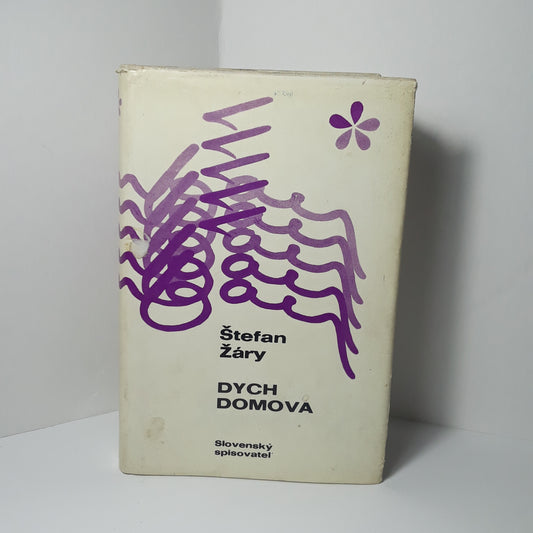 Štefan
Žáry
DYCH
DOMOVA
Slovenský
spisovateľ